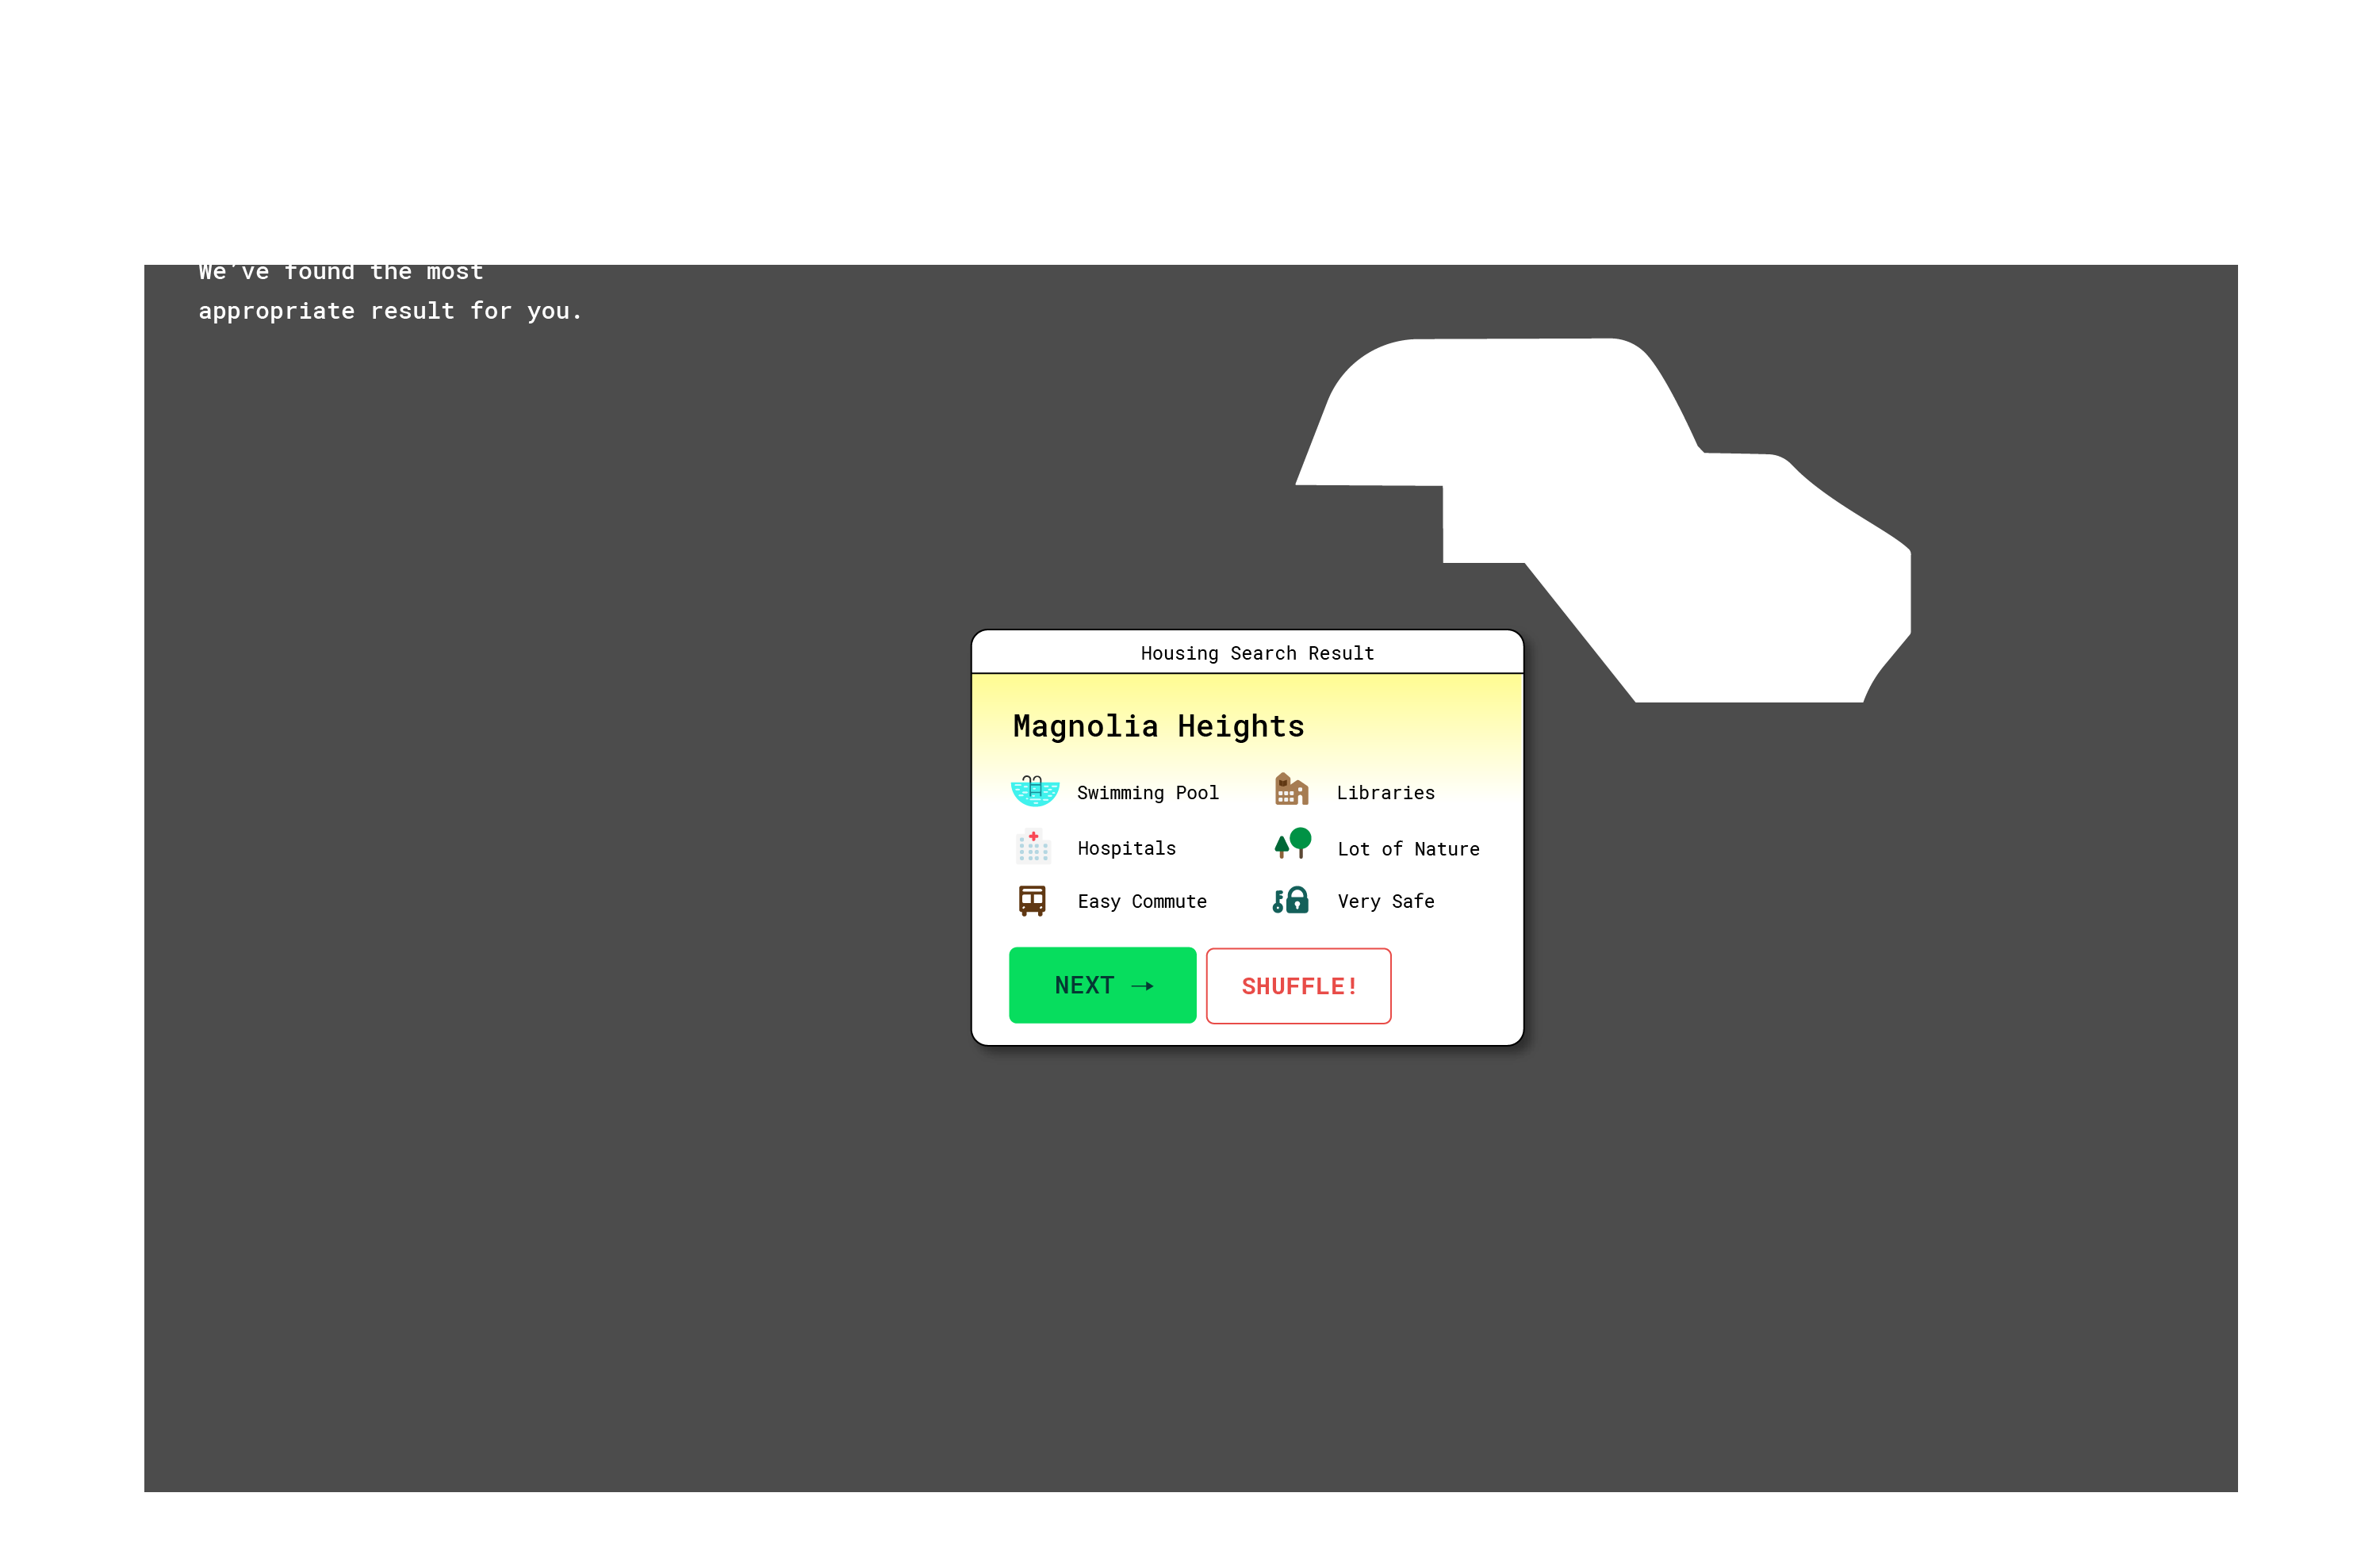 We've found the most
appropriate result for you.
Housing Search Result
Magnolia Heights
Swimming Pool
Libraries
Hospitals
Lot of Nature
Easy Commute
Very Safe
NEXT →
SHUFFLE!